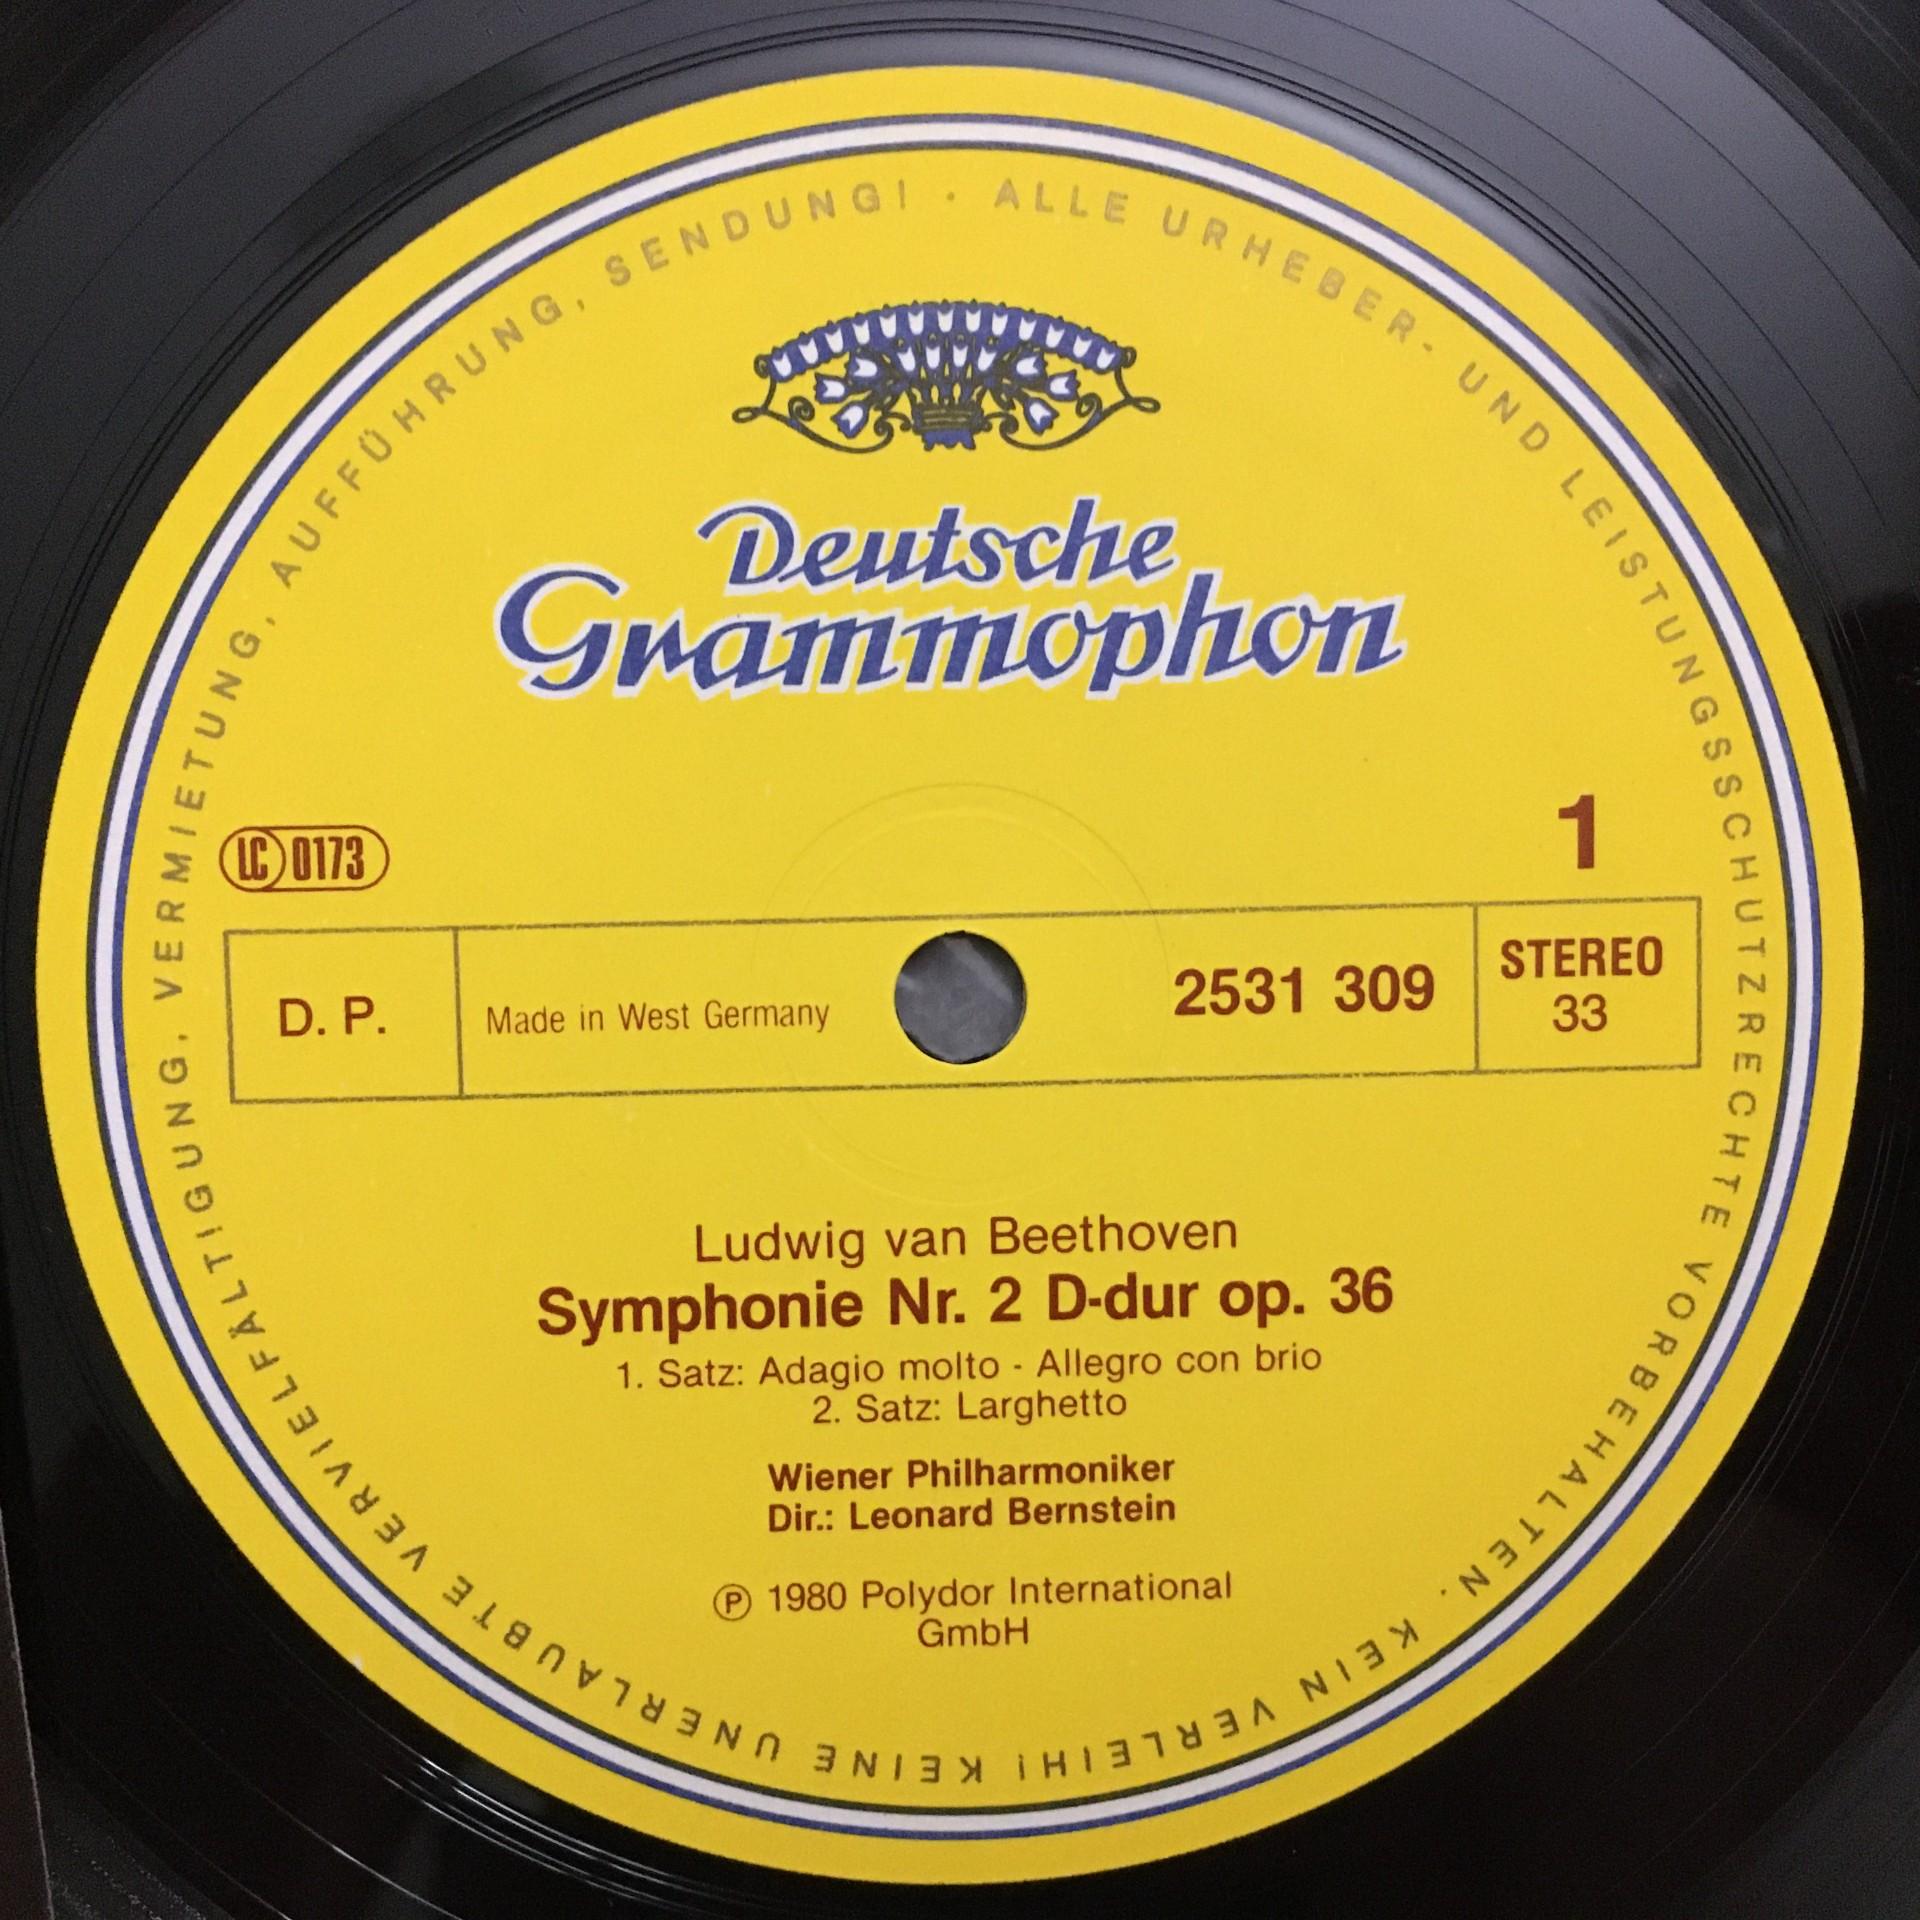 ALLE URHEBER- UND LEISTUNGSSCHUTZRECHTE VORBEHALTEN. KEIN VERLEIH! KEINE UNERLAUBTE VERVIELFÄLTIGUNG, VERMIETUNG, AUFFÜHRUNG, SENDUNG! ·
Deutsche
Grammophon
LC 0173
1
D. P.
Made in West Germany
2531 309
STEREO
33
Ludwig van Beethoven
Symphonie Nr. 2 D-dur op. 36
1. Satz: Adagio molto - Allegro con brio
2. Satz: Larghetto
Wiener Philharmoniker
Dir.: Leonard Bernstein
Ⓟ 1980 Polydor International
GmbH